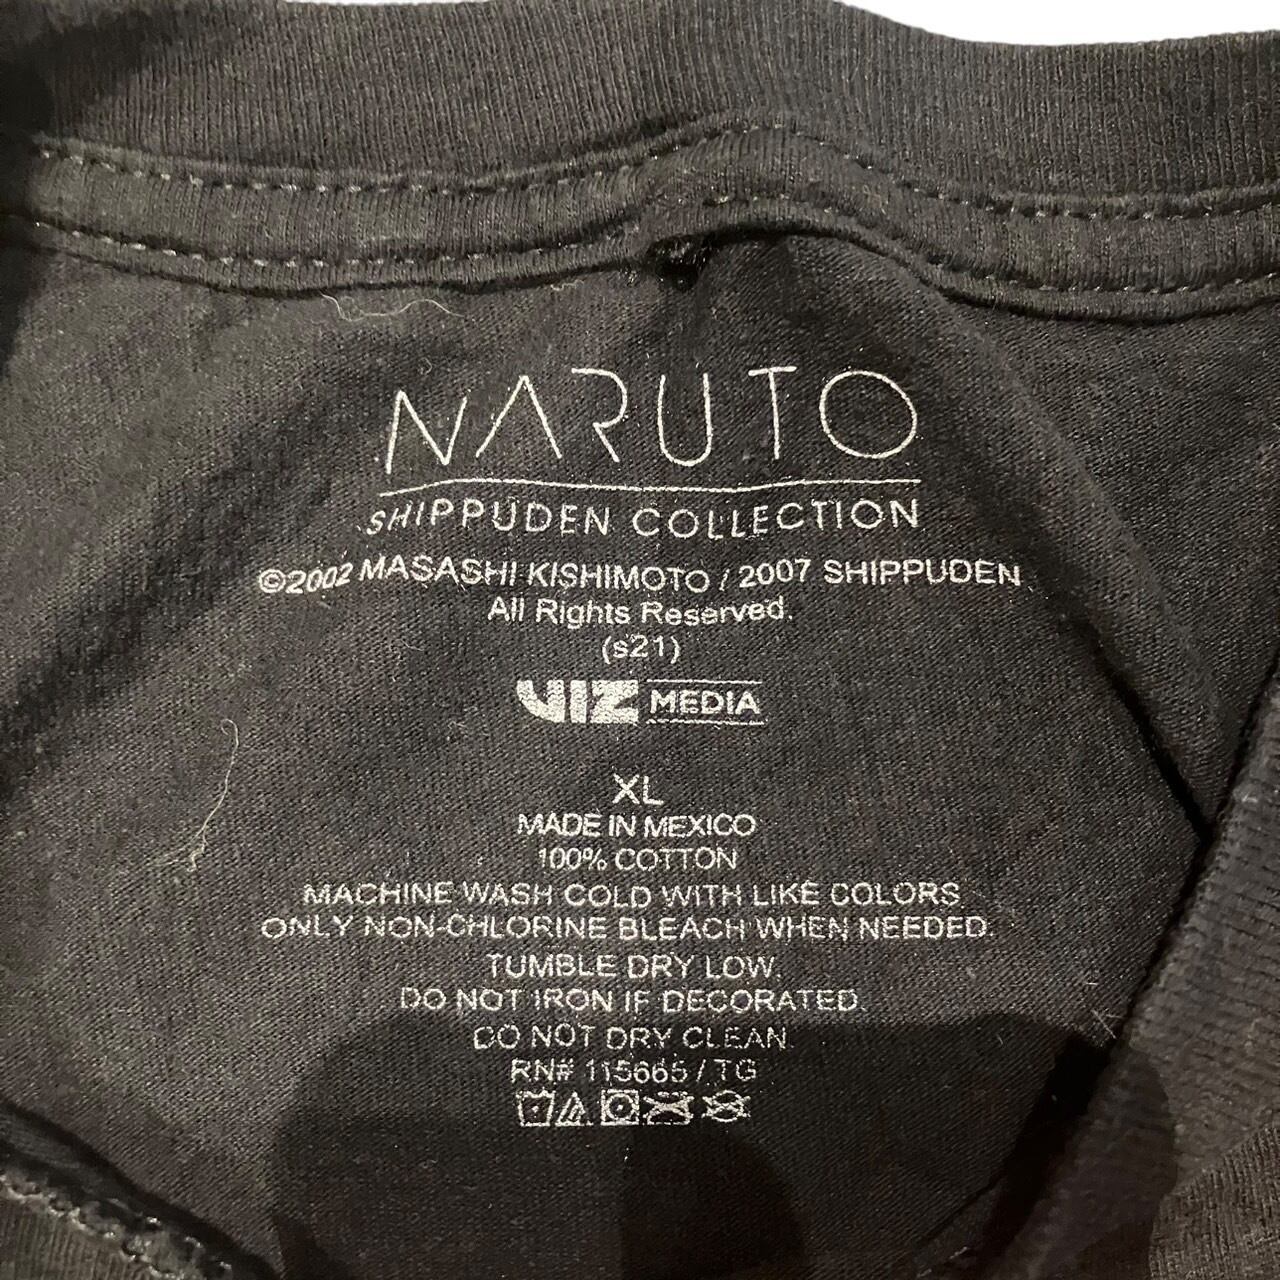 NARUTO
SHIPPUDEN COLLECTION
©2002 MASASHI KISHIMOTO / 2007 SHIPPUDEN
All Rights Reserved.
(s21)
VIZ MEDIA
XL
MADE IN MEXICO
100% COTTON
MACHINE WASH COLD WITH LIKE COLORS
ONLY NON-CHLORINE BLEACH WHEN NEEDED.
TUMBLE DRY LOW.
DO NOT IRON IF DECORATED.
DO NOT DRY CLEAN.
RN# 115665 / TG